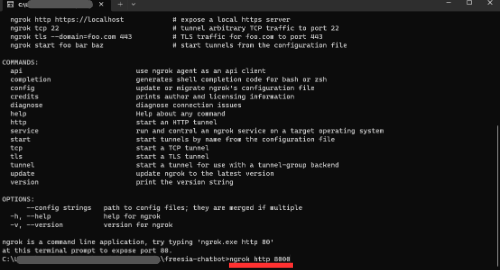 ngrok http https://localhost # expose a local https server
ngrok tcp 22 # tunnel arbitrary TCP traffic to port 22
ngrok tls --domain=foo.com 443 # TLS traffic for foo.com to port 443
ngrok start foo bar baz # start tunnels from the configuration file
COMMANDS:
api use ngrok agent as an api client
completion generates shell completion code for bash or zsh
config update or migrate ngrok's configuration file
credits prints author and licensing information
diagnose diagnose connection issues
help Help about any command
http start an HTTP tunnel
service run and control an ngrok service on a target operating system
start start tunnels by name from the configuration file
tcp start a TCP tunnel
tls start a TLS tunnel
tunnel start a tunnel for use with a tunnel-group backend
update update ngrok to the latest version
version print the version string
OPTIONS:
--config strings path to config files; they are merged if multiple
-h, --help help for ngrok
-v, --version version for ngrok
ngrok is a command line application, try typing 'ngrok.exe http 80'
at this terminal prompt to expose port 80.
C:\ \freesia-chatbot>ngrok http 8000